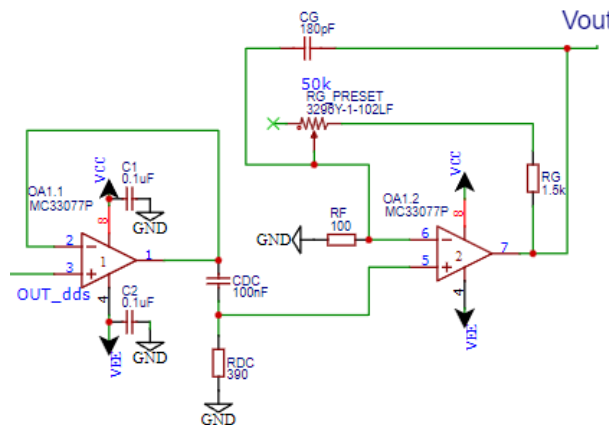 CG
180pF
Vout
50k
RG_PRESET
3296Y-1-102LF
C1
0.1uF
VCC
GND
OA1.1
MC33077P
8
2
3
1
1
4
OUT_dds
C2
0.1uF
GND
VEE
CDC
100nF
RDC
390
GND
RF
100
GND
OA1.2
MC33077P
VCC
8
6
5
2
7
4
VEE
RG
1.5k